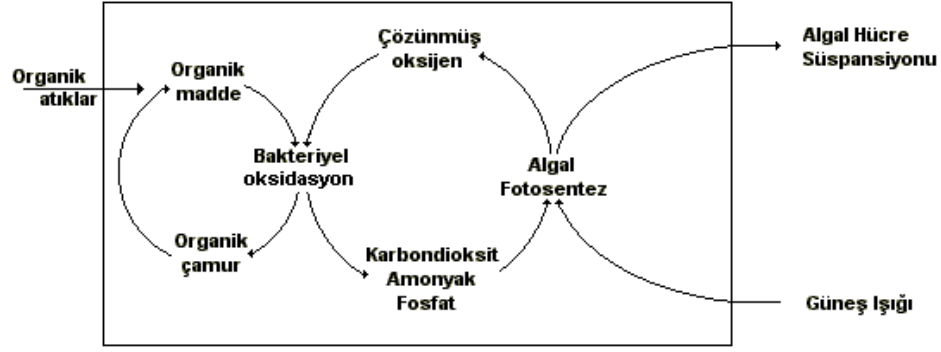 Organik
atıklar
Organik
madde
Çözünmüş
oksijen
Algal Hücre
Süspansiyonu
Bakteriyel
oksidasyon
Algal
Fotosentez
Organik
çamur
Karbondioksit
Amonyak
Fosfat
Güneş Işığı